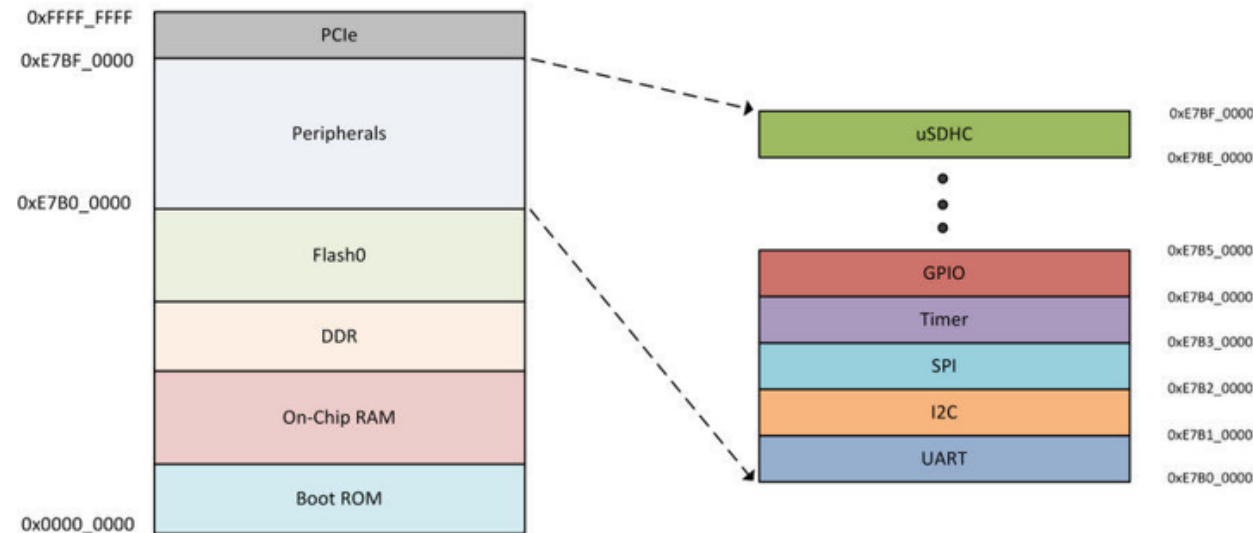 0xFFFF_FFFF
PCIe
0xE7BF_0000
Peripherals
0xE7B0_0000
Flash0
DDR
On-Chip RAM
Boot ROM
0x0000_0000
0xE7BF_0000
uSDHC
0xE7BE_0000
0xE7B5_0000
GPIO
0xE7B4_0000
Timer
0xE7B3_0000
SPI
0xE7B2_0000
I2C
0xE7B1_0000
UART
0xE7B0_0000